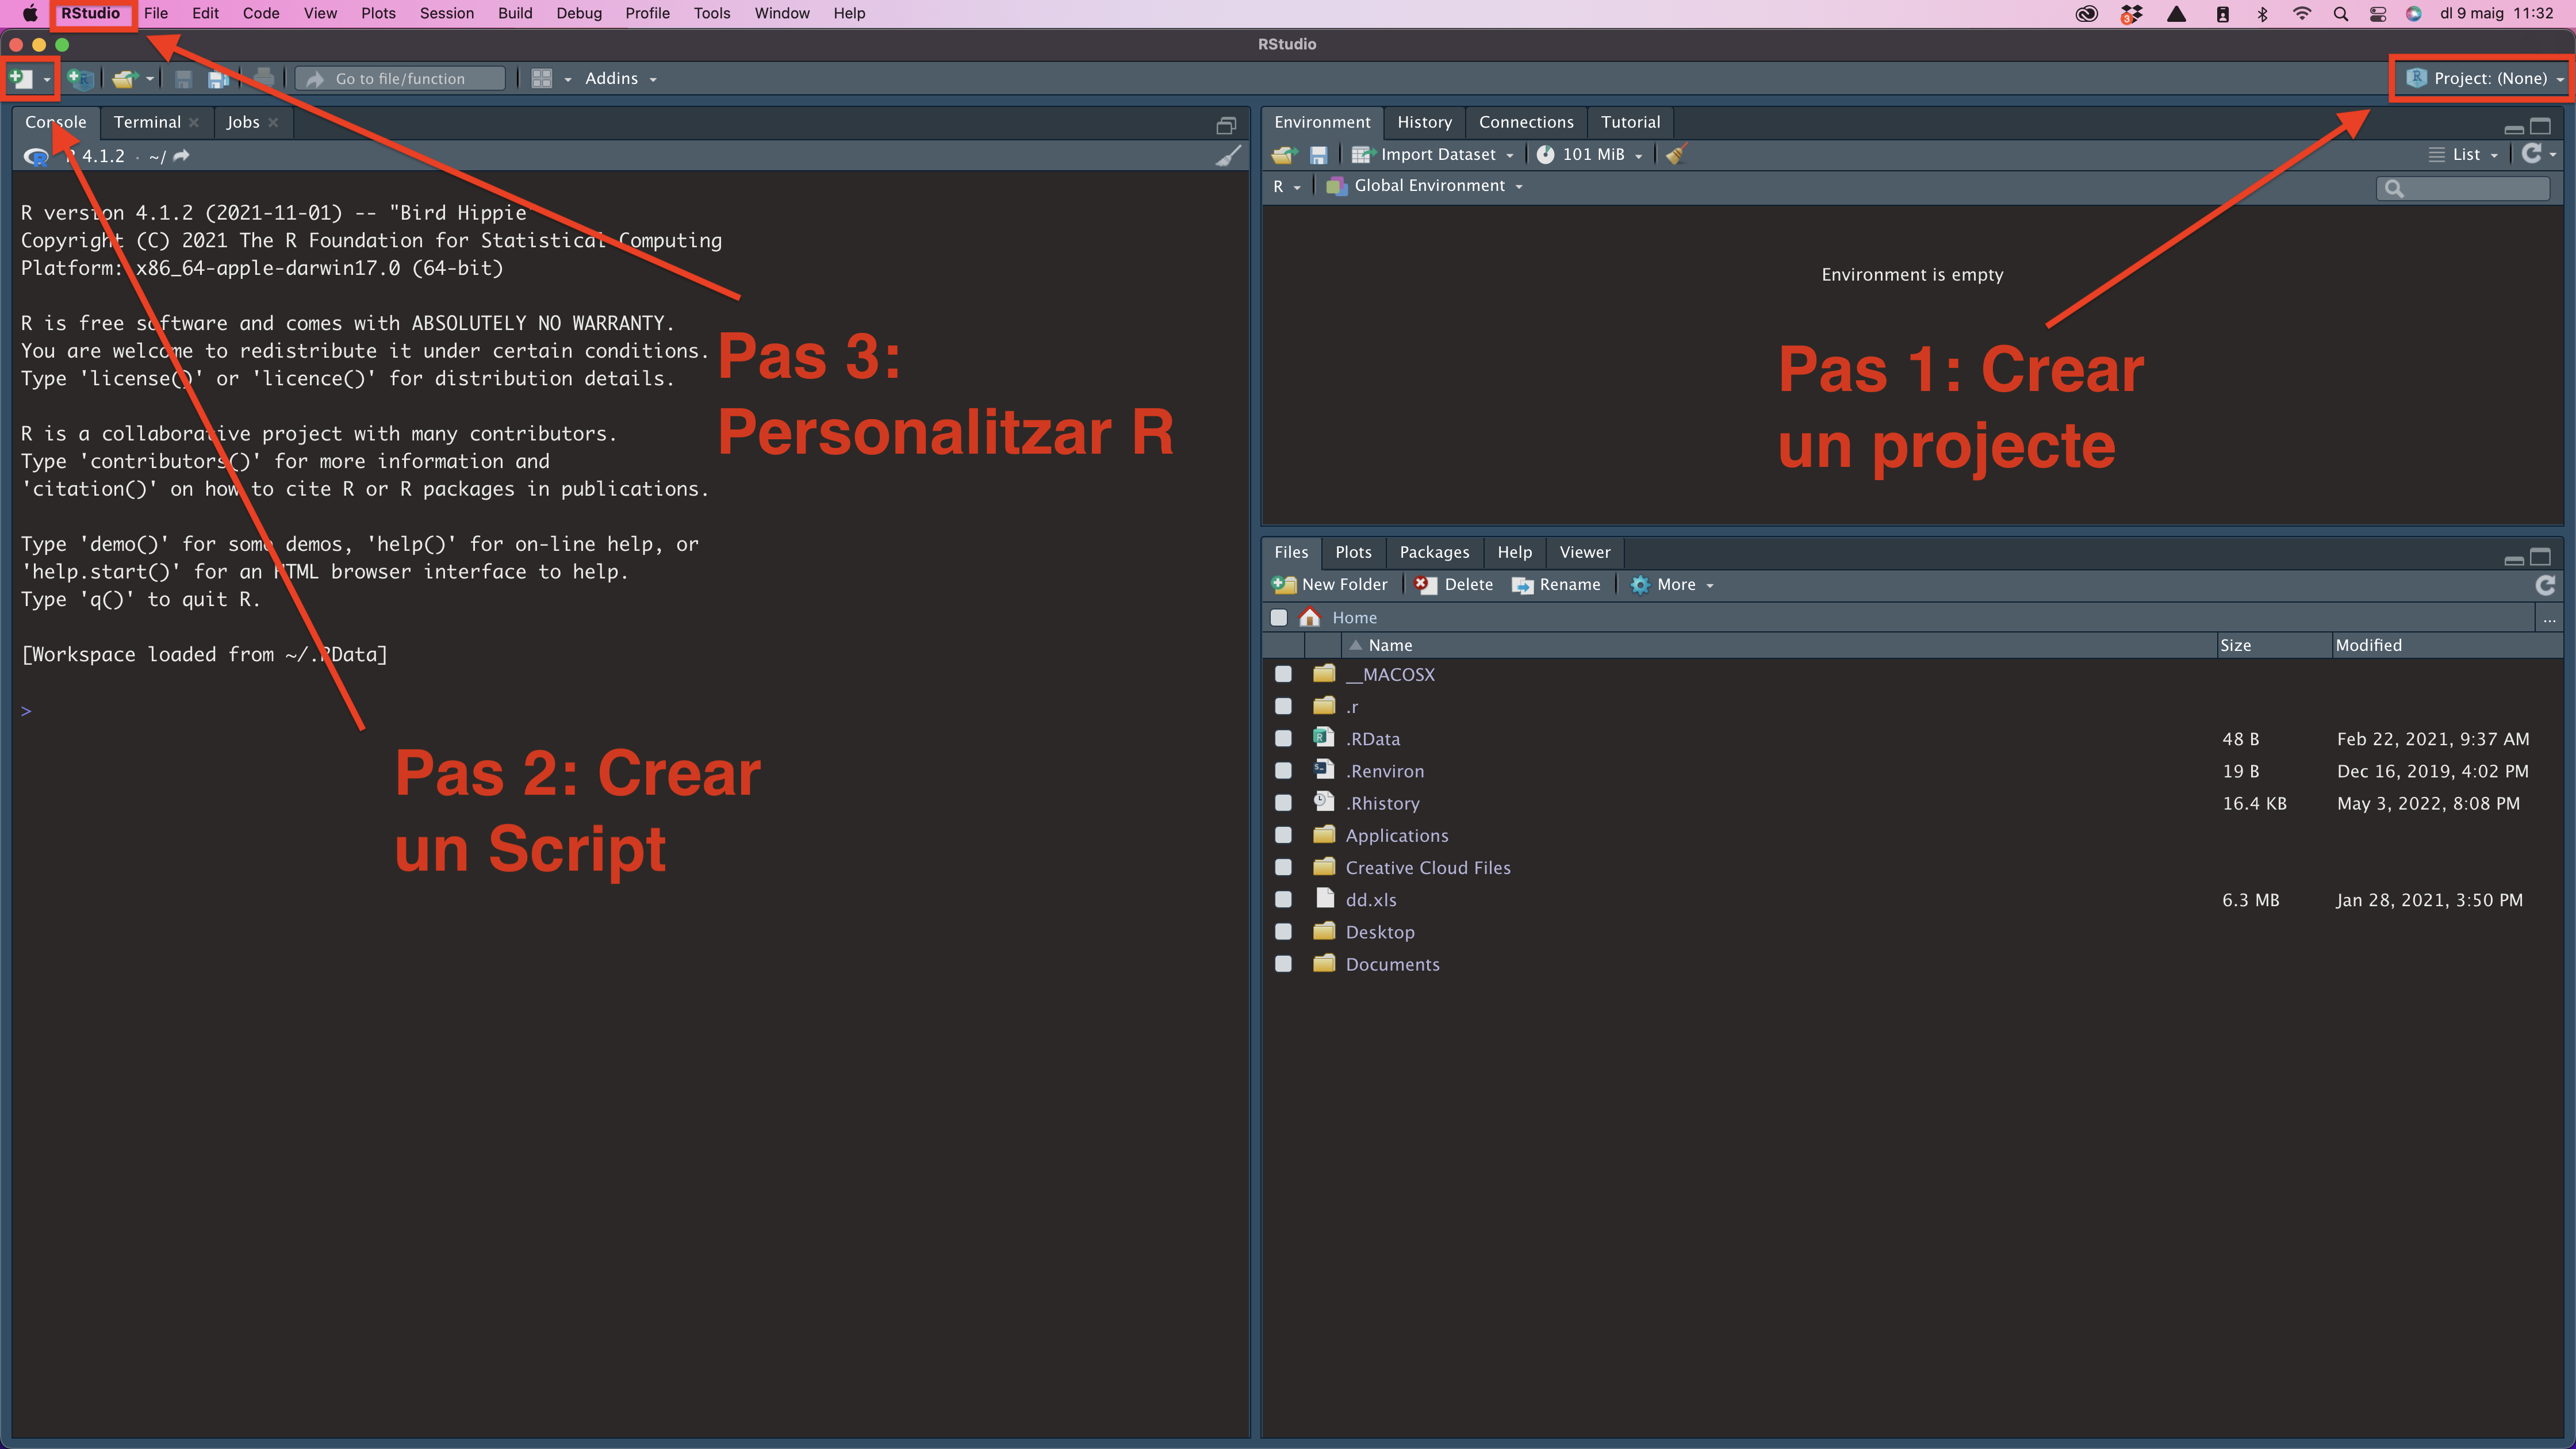 RStudio File Edit Code View Plots Session Build Debug Profile Tools Window Help
3
dl 9 maig 11:32
RStudio
Go to file/function
Addins
Project: (None)
Console Terminal Jobs
R 4.1.2 · ~/
R version 4.1.2 (2021-11-01) -- "Bird Hippie"
Copyright (C) 2021 The R Foundation for Statistical Computing
Platform: x86_64-apple-darwin17.0 (64-bit)
R is free software and comes with ABSOLUTELY NO WARRANTY.
You are welcome to redistribute it under certain conditions.
Type 'license()' or 'licence()' for distribution details.
R is a collaborative project with many contributors.
Type 'contributors()' for more information and
'citation()' on how to cite R or R packages in publications.
Type 'demo()' for some demos, 'help()' for on-line help, or
'help.start()' for an HTML browser interface to help.
Type 'q()' to quit R.
[Workspace loaded from ~/.RData]
>
Pas 3:
Personalitzar R
Pas 2: Crear
un Script
Environment History Connections Tutorial
Import Dataset 101 MiB List
R Global Environment
Environment is empty
Pas 1: Crear
un projecte
Files Plots Packages Help Viewer
New Folder Delete Rename More
Home ...
Name Size Modified
__MACOSX
.r
.RData 48 B Feb 22, 2021, 9:37 AM
.Renviron 19 B Dec 16, 2019, 4:02 PM
.Rhistory 16.4 KB May 3, 2022, 8:08 PM
Applications
Creative Cloud Files
dd.xls 6.3 MB Jan 28, 2021, 3:50 PM
Desktop
Documents